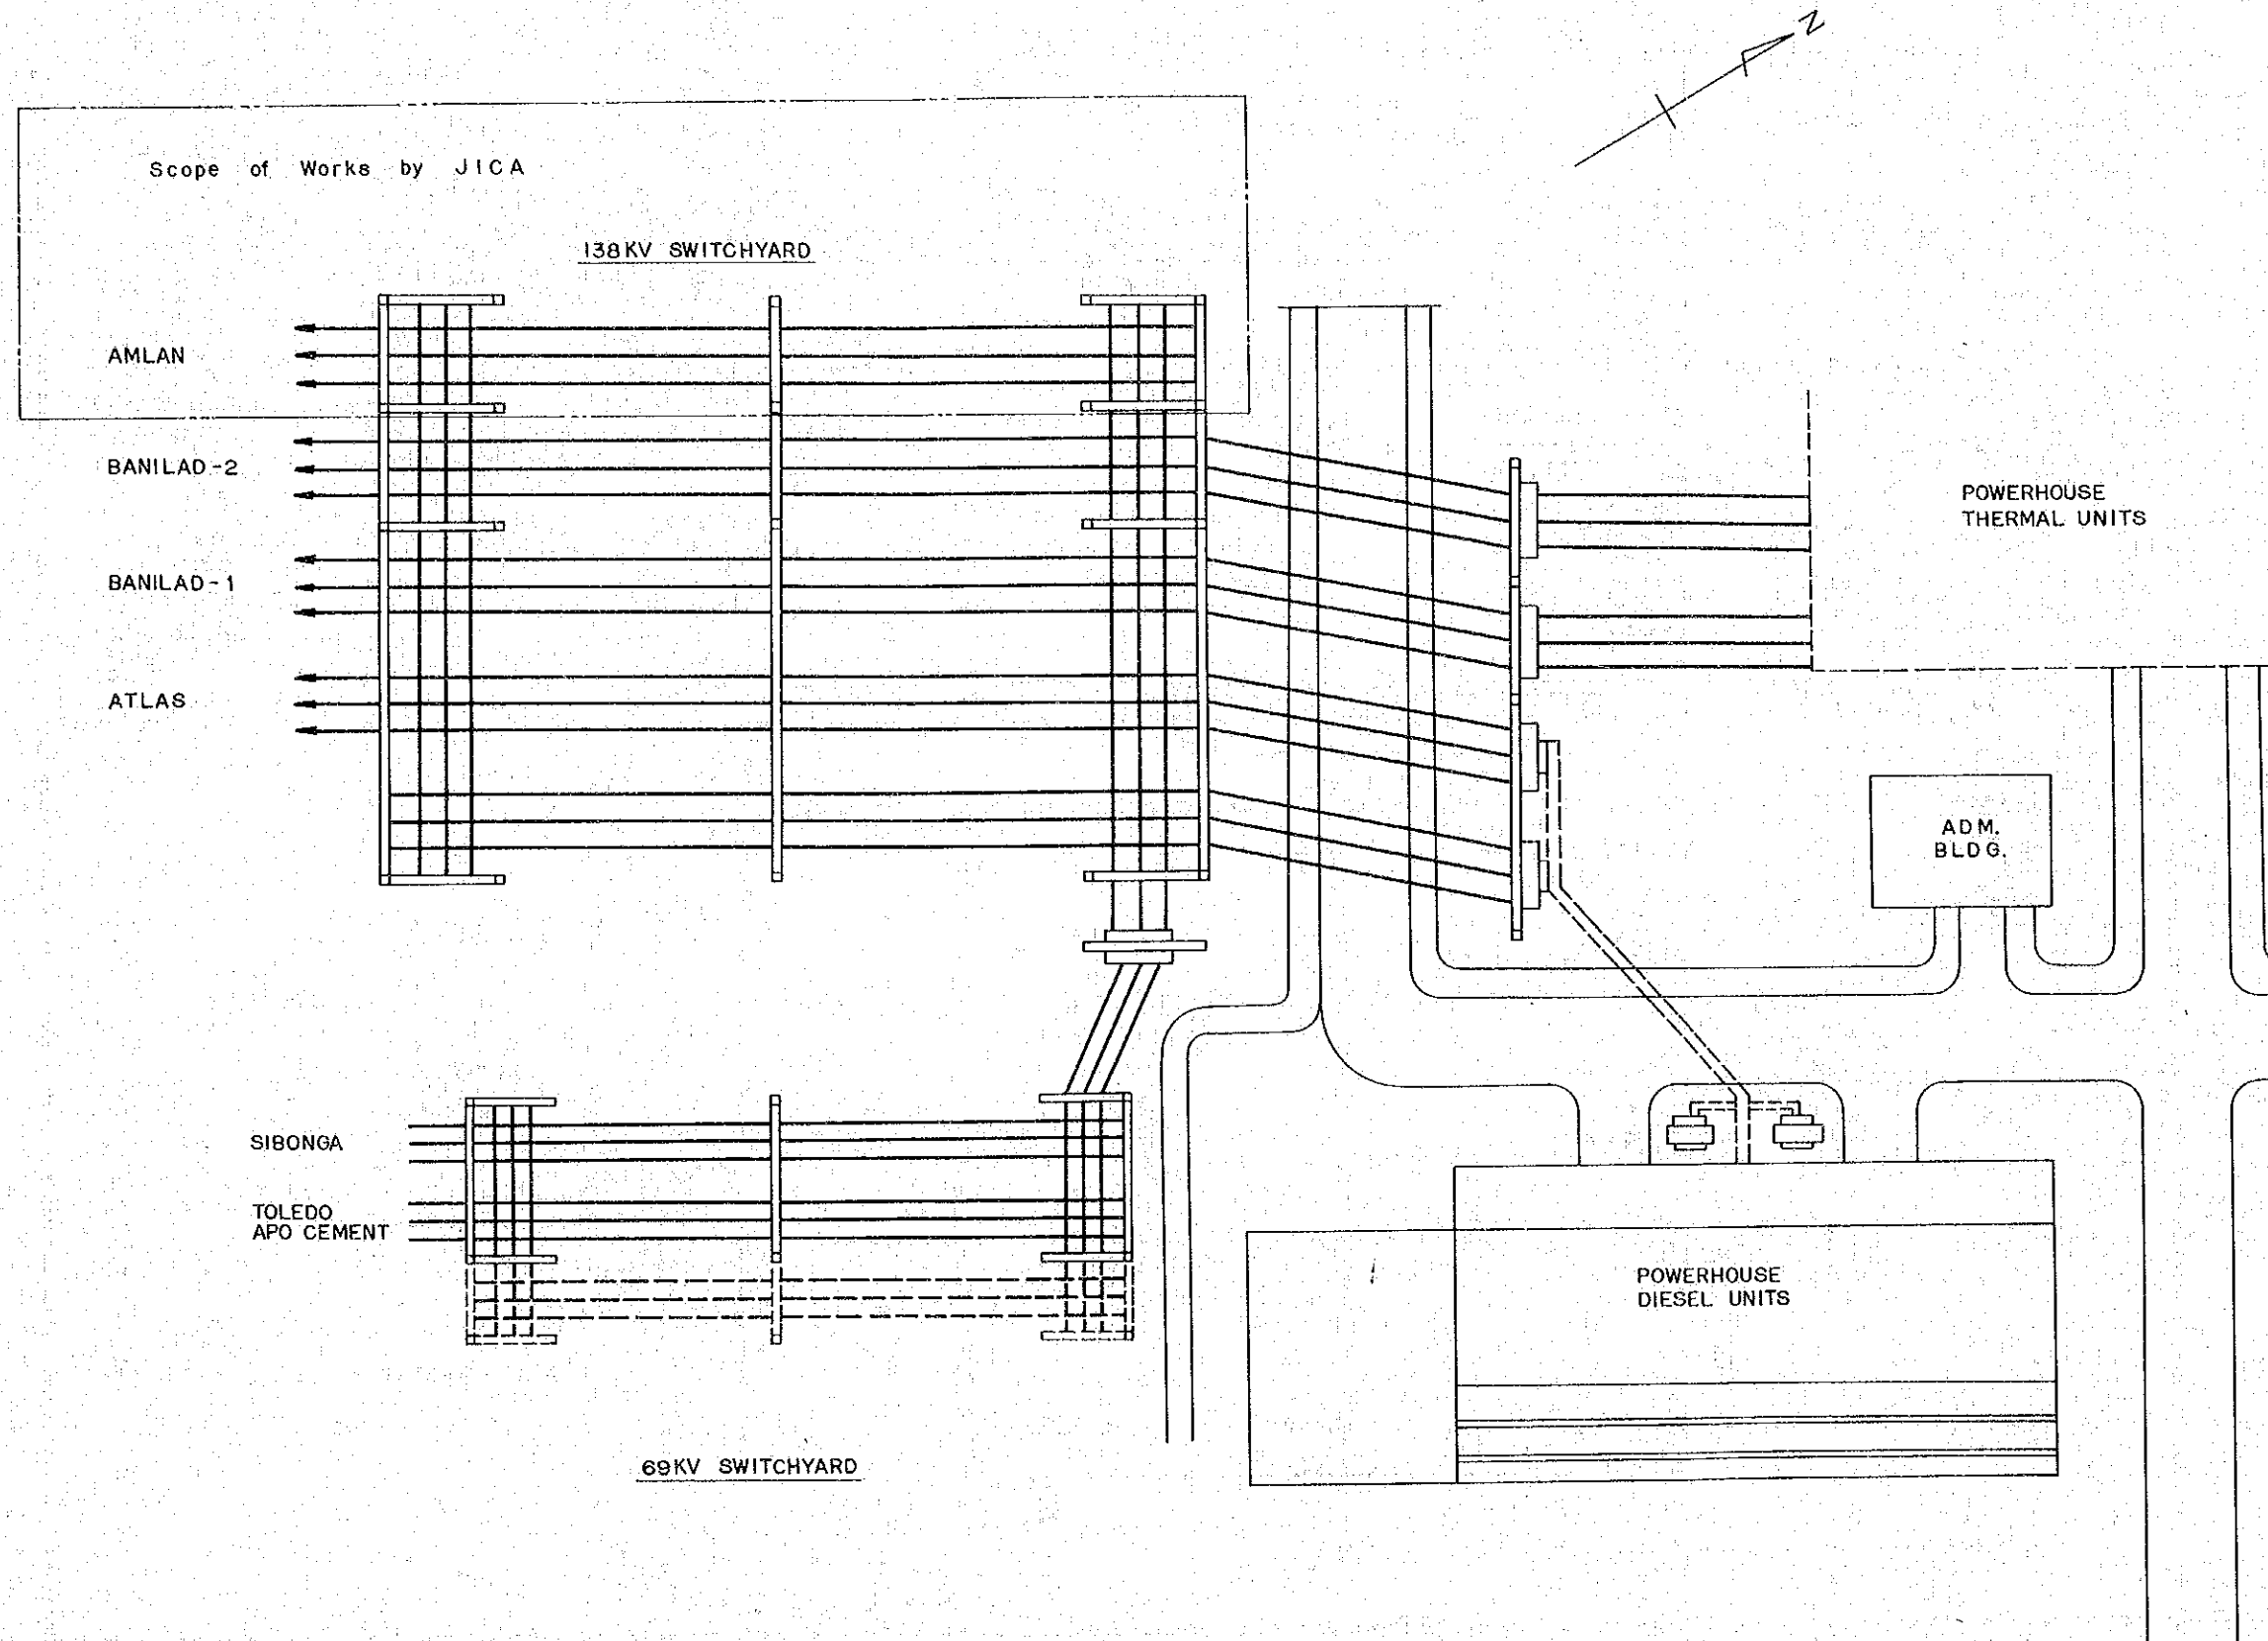 N
Scope of Works by JICA
138KV SWITCHYARD
AMLAN
BANILAD-2
BANILAD-1
ATLAS
POWERHOUSE
THERMAL UNITS
ADM.
BLDG.
SIBONGA
TOLEDO
APO CEMENT
POWERHOUSE
DIESEL UNITS
69KV SWITCHYARD